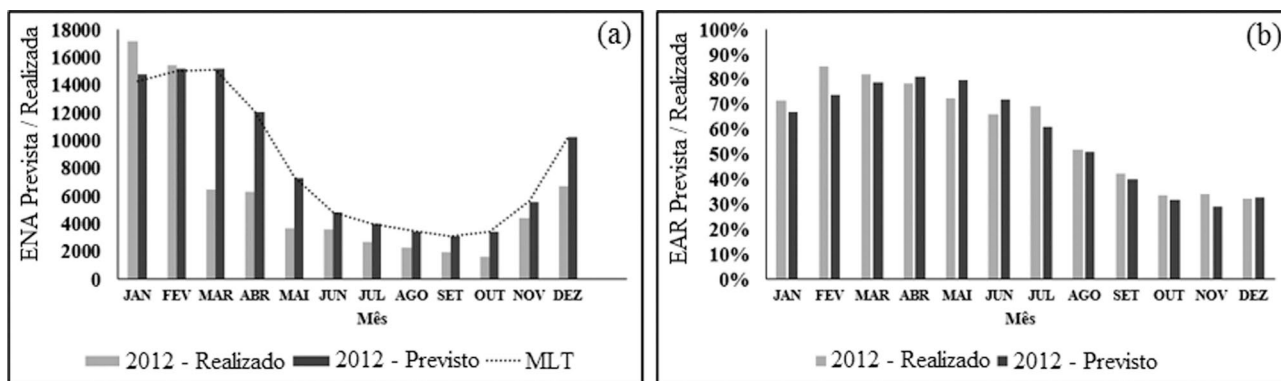 (a)
ENA Prevista / Realizada
18000
16000
14000
12000
10000
8000
6000
4000
2000
0
JAN FEV MAR ABR MAI JUN JUL AGO SET OUT NOV DEZ
Mês
2012 - Realizado 2012 - Previsto MLT
(b)
EAR Prevista / Realizada
100%
90%
80%
70%
60%
50%
40%
30%
20%
10%
0%
JAN FEV MAR ABR MAI JUN JUL AGO SET OUT NOV DEZ
Mês
2012 - Realizado 2012 - Previsto